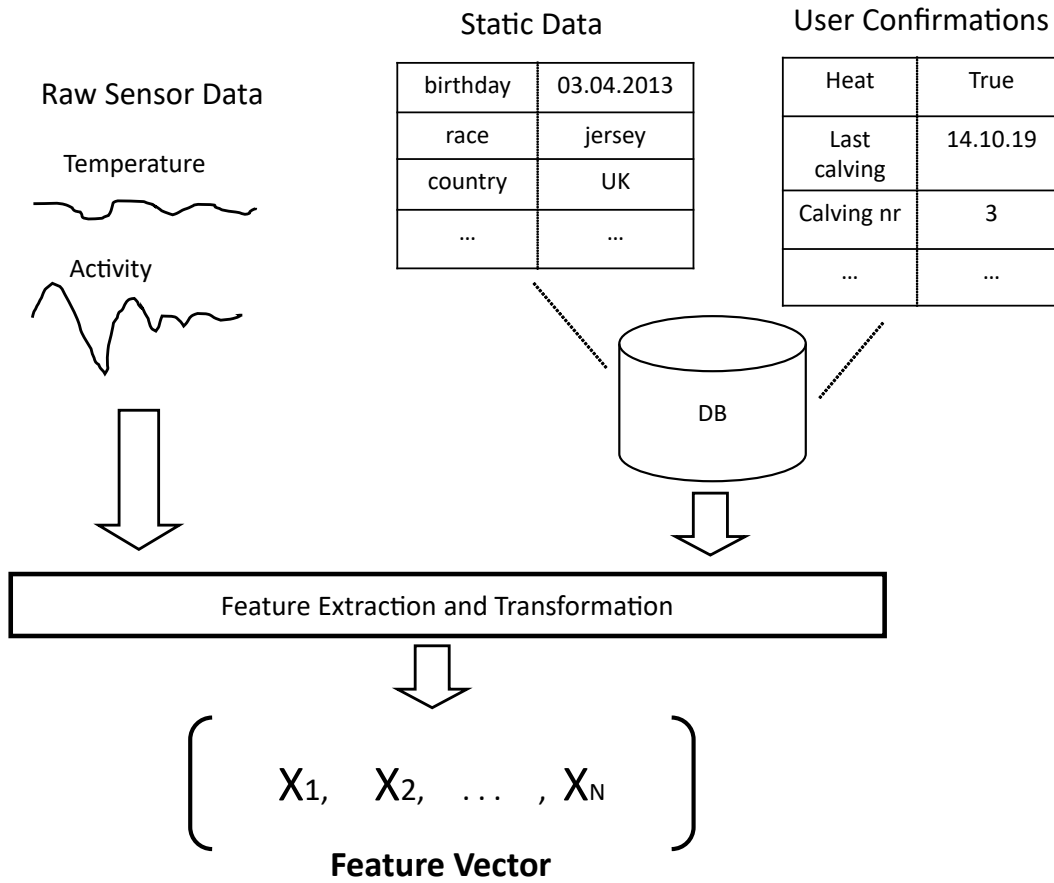 Static Data
User Confirmations
Raw Sensor Data
Temperature
Activity
birthday 03.04.2013
race jersey
country UK
... ...
Heat True
Last 14.10.19
calving
Calving nr 3
... ...
DB
Feature Extraction and Transformation
X1, X2, . . . , XN
Feature Vector